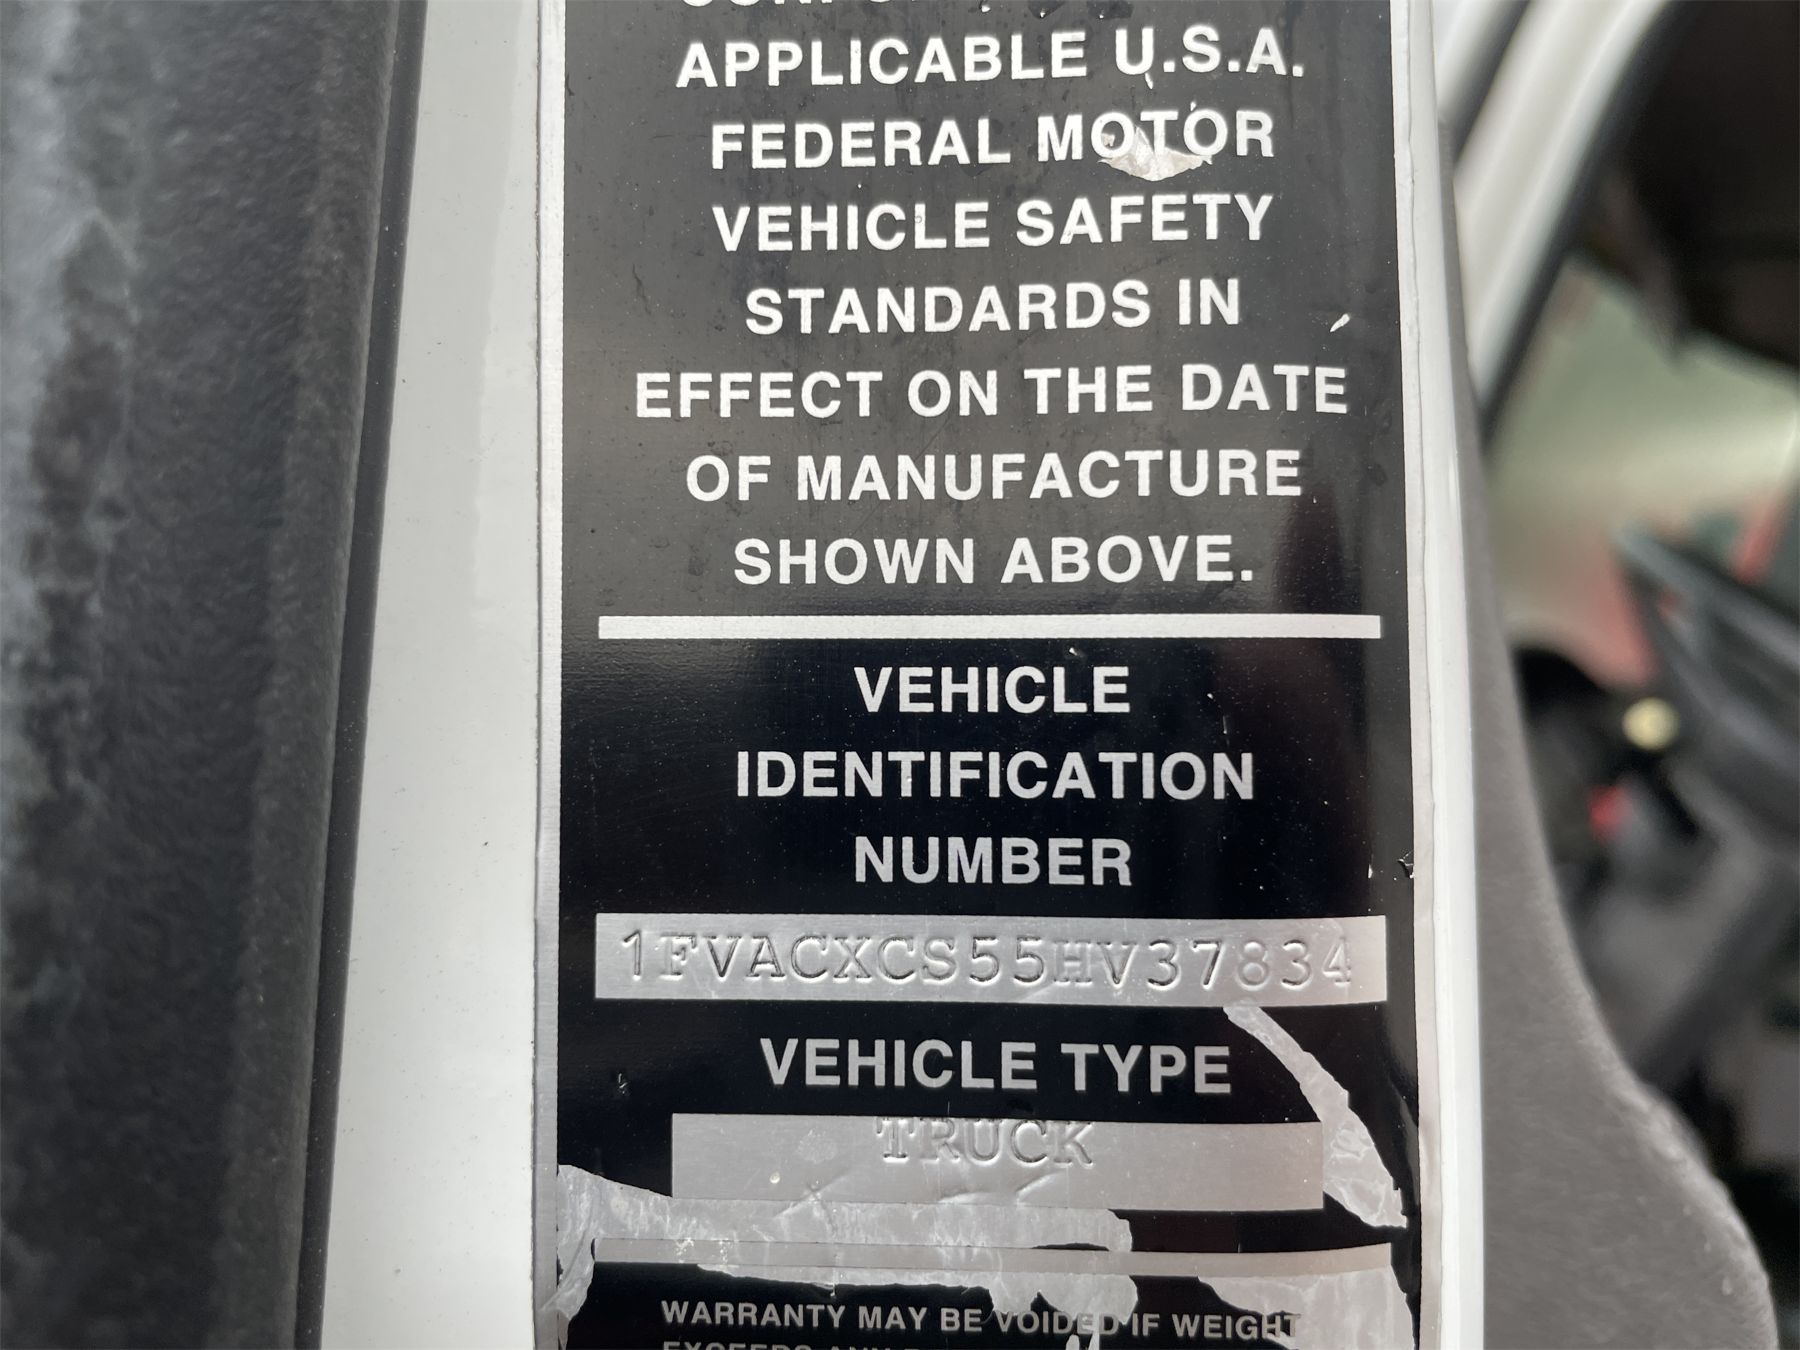 APPLICABLE U.S.A.
FEDERAL MOTOR
VEHICLE SAFETY
STANDARDS IN
EFFECT ON THE DATE
OF MANUFACTURE
SHOWN ABOVE.
VEHICLE
IDENTIFICATION
NUMBER
1FVACXCS55HV37834
VEHICLE TYPE
TRUCK
WARRANTY MAY BE VOIDED IF WEIGHT